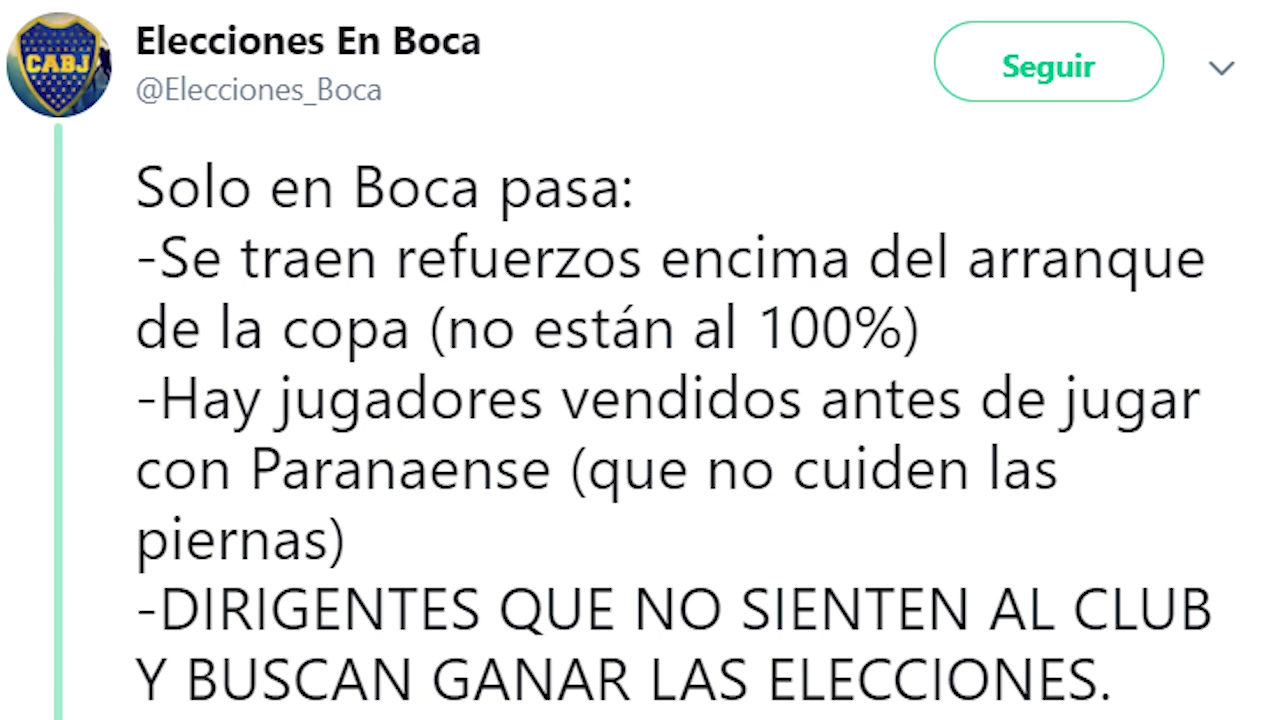 CABJ
Elecciones En Boca
@Elecciones_Boca
Seguir
Solo en Boca pasa:
-Se traen refuerzos encima del arranque
de la copa (no están al 100%)
-Hay jugadores vendidos antes de jugar
con Paranaense (que no cuiden las
piernas)
-DIRIGENTES QUE NO SIENTEN AL CLUB
Y BUSCAN GANAR LAS ELECCIONES.